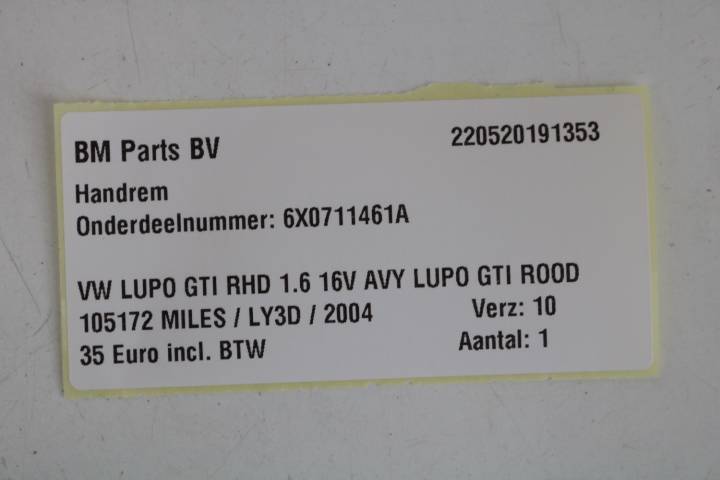 BM Parts BV 220520191353
Handrem
Onderdeelnummer: 6X0711461A
VW LUPO GTI RHD 1.6 16V AVY LUPO GTI ROOD
105172 MILES / LY3D / 2004 Verz: 10
35 Euro incl. BTW Aantal: 1